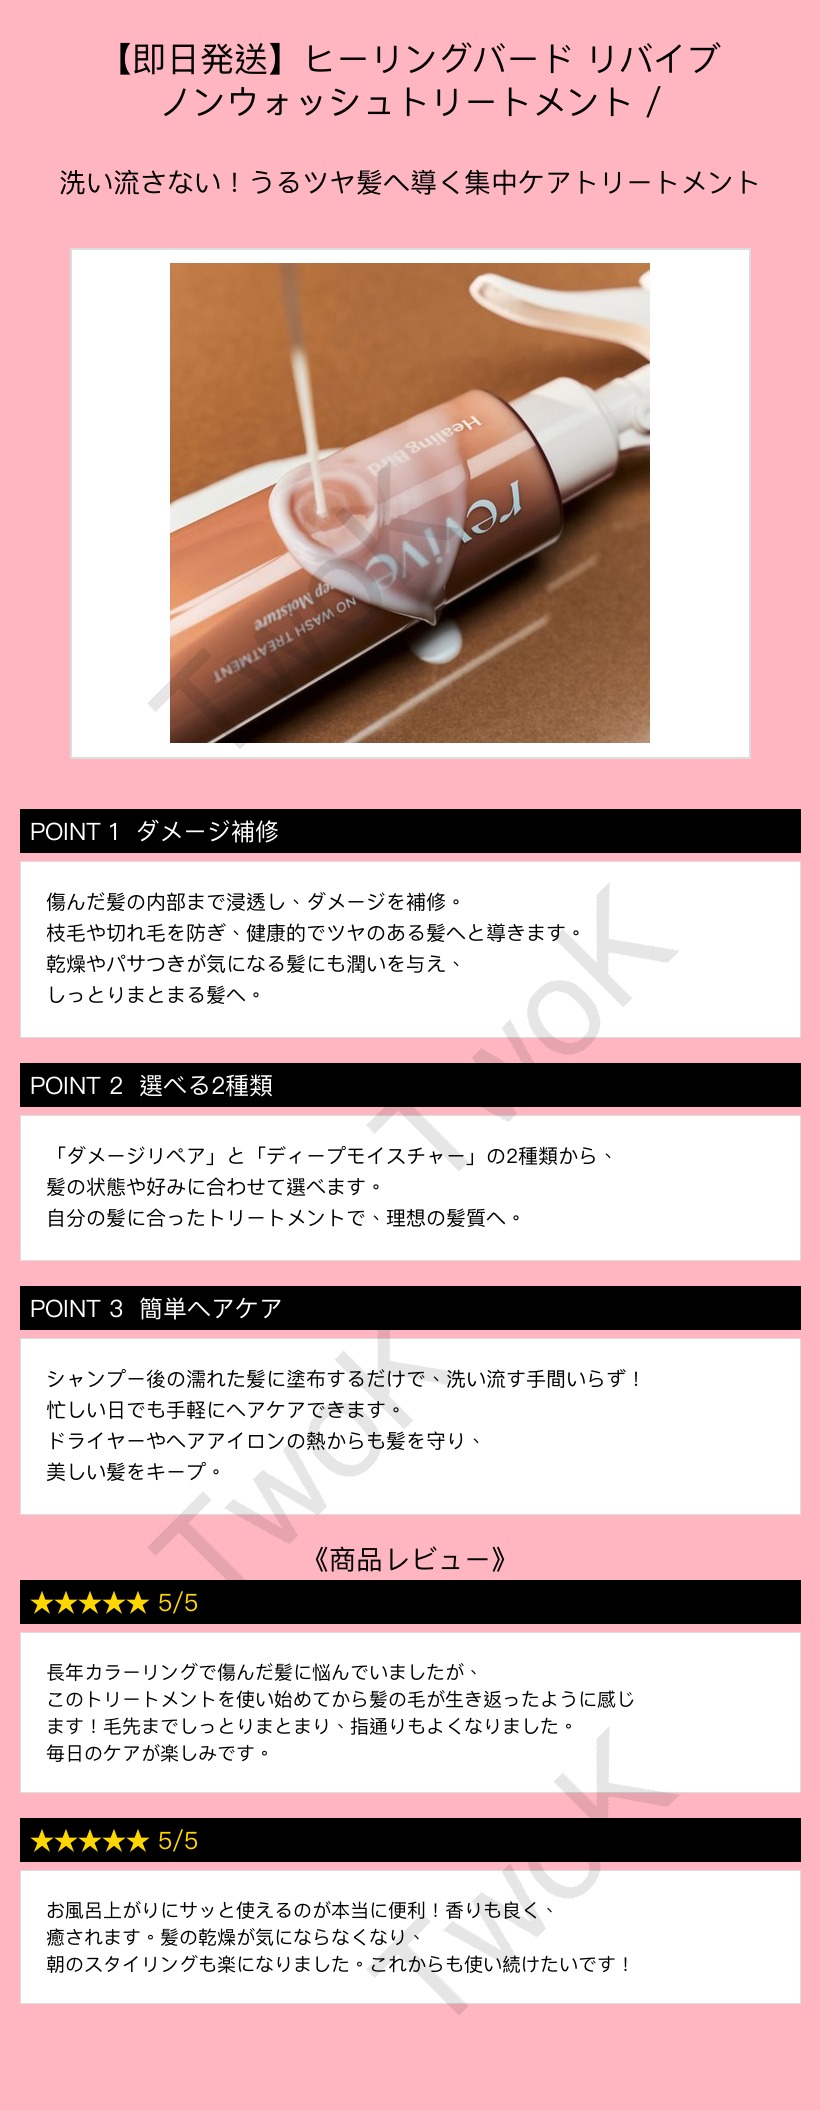 【即日発送】ヒーリングバード リバイブ
ノンウォッシュトリートメント /
洗い流さない！うるツヤ髪へ導く集中ケアトリートメント
Healing Bird
revive
ep Moisture
NO WASH TREATMENT
TwoK
POINT 1 ダメージ補修
傷んだ髪の内部まで浸透し、ダメージを補修。
枝毛や切れ毛を防ぎ、健康的でツヤのある髪へと導きます。
乾燥やパサつきが気になる髪にも潤いを与え、
しっとりまとまる髪へ。
TwoK
POINT 2 選べる2種類
「ダメージリペア」と「ディープモイスチャー」の2種類から、
髪の状態や好みに合わせて選べます。
自分の髪に合ったトリートメントで、理想の髪質へ。
POINT 3 簡単ヘアケア
シャンプー後の濡れた髪に塗布するだけで、洗い流す手間いらず！
忙しい日でも手軽にヘアケアできます。
ドライヤーやヘアアイロンの熱からも髪を守り、
美しい髪をキープ。
TwoK
《商品レビュー》
★★★★★ 5/5
長年カラーリングで傷んだ髪に悩んでいましたが、
このトリートメントを使い始めてから髪の毛が生き返ったように感じ
ます！毛先までしっとりまとまり、指通りもよくなりました。
毎日のケアが楽しみです。
★★★★★ 5/5
お風呂上がりにサッと使えるのが本当に便利！香りも良く、
癒されます。髪の乾燥が気にならなくなり、
朝のスタイリングも楽になりました。これからも使い続けたいです！
TwoK